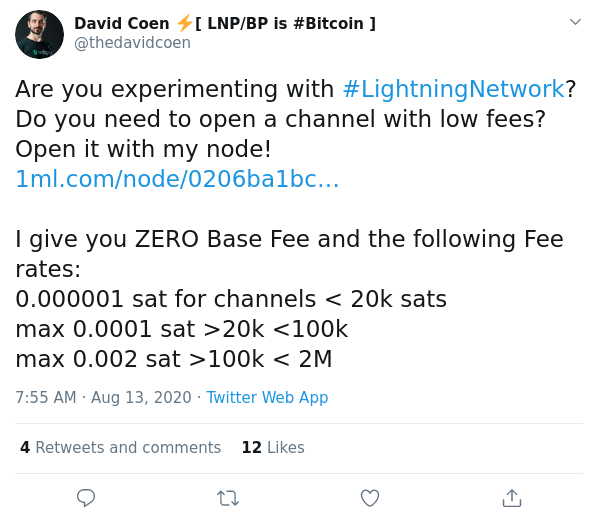 David Coen ⚡[ LNP/BP is #Bitcoin ]
@thedavidcoen
Are you experimenting with #LightningNetwork?
Do you need to open a channel with low fees?
Open it with my node!
1ml.com/node/0206ba1bc…
I give you ZERO Base Fee and the following Fee
rates:
0.000001 sat for channels < 20k sats
max 0.0001 sat >20k <100k
max 0.002 sat >100k < 2M
7:55 AM · Aug 13, 2020 · Twitter Web App
4 Retweets and comments 12 Likes